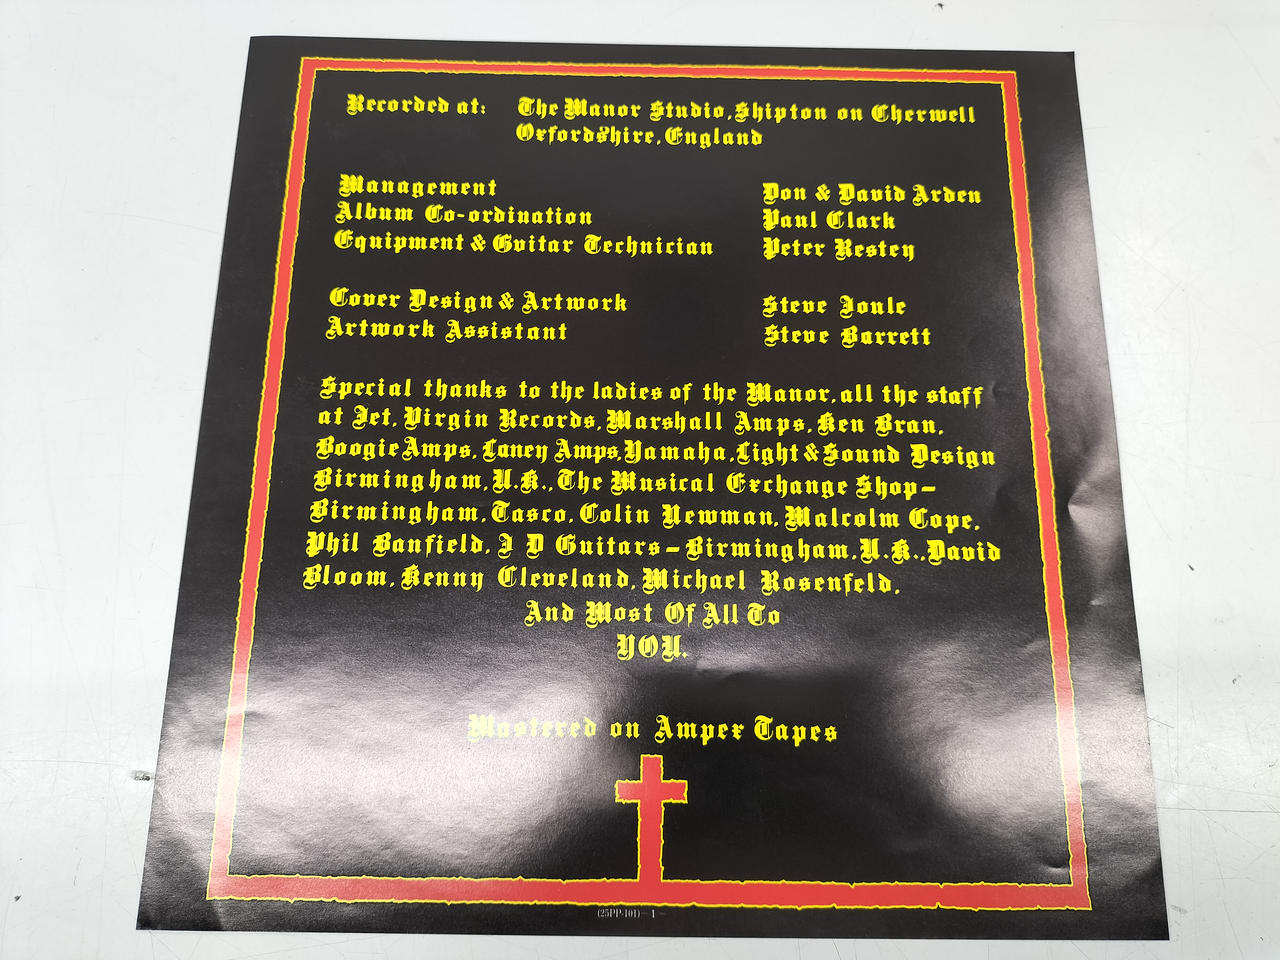 Recorded at: The Manor Studio, Shipton on Cherwell
Oxfordshire, England
Management Don & David Arden
Album Co-ordination Paul Clark
Equipment & Guitar Technician Peter Restey
Cover Design & Artwork Steve Joule
Artwork Assistant Steve Barrett
Special thanks to the ladies of the Manor, all the staff
at Jet, Virgin Records, Marshall Amps, Ken Bran,
Boogie Amps, Laney Amps, Yamaha, Light & Sound Design
Birmingham, U.K., The Musical Exchange Shop—
Birmingham, Tasco, Colin Newman, Malcolm Cope,
Phil Banfield, J D Guitars—Birmingham, U.K., David
Bloom, Kenny Cleveland, Michael Rosenfeld,
And Most Of All To
YOU.
Mastered on Ampex Tapes
(25PP-101)— 1 —